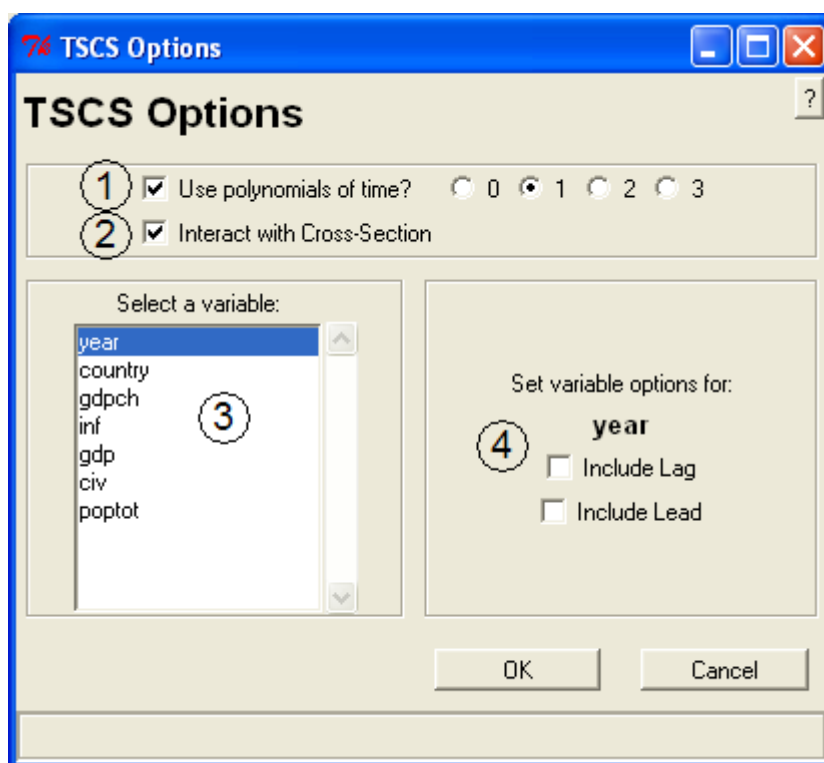 TSCS Options
?
TSCS Options
1 Use polynomials of time? 0 1 2 3
2 Interact with Cross-Section
Select a variable:
year
country
gdpch
inf
gdp
civ
poptot
3
Set variable options for:
year
4
Include Lag
Include Lead
OK Cancel